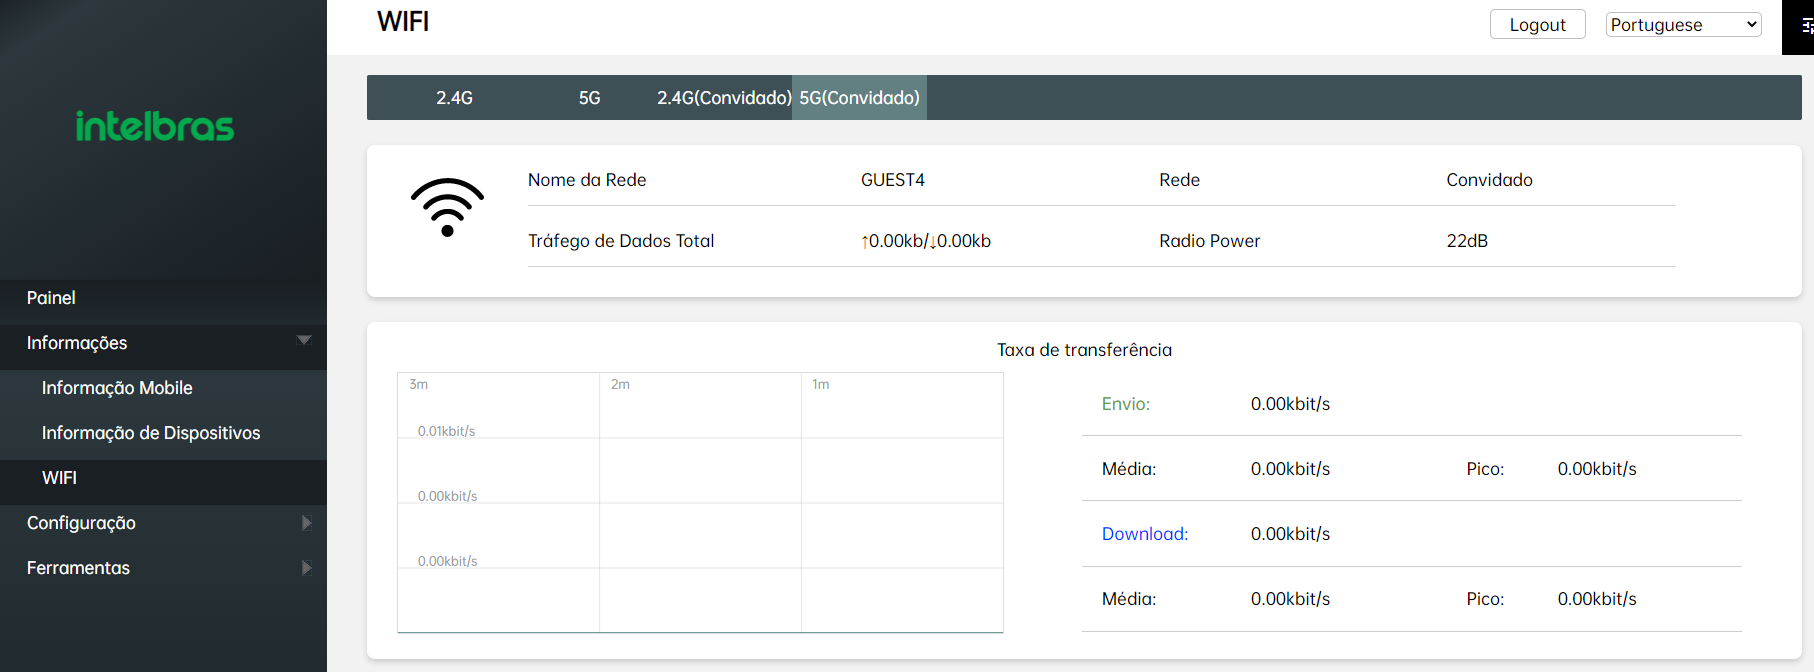 WIFI
Logout
Portuguese
intelbras
2.4G 5G 2.4G(Convidado) 5G(Convidado)
Nome da Rede GUEST4 Rede Convidado
Tráfego de Dados Total ↑0.00kb/↓0.00kb Radio Power 22dB
Painel
Informações
Informação Mobile
Informação de Dispositivos
WIFI
Configuração
Ferramentas
Taxa de transferência
3m 2m 1m
0.01kbit/s
0.00kbit/s
0.00kbit/s
Envio: 0.00kbit/s
Média: 0.00kbit/s Pico: 0.00kbit/s
Download: 0.00kbit/s
Média: 0.00kbit/s Pico: 0.00kbit/s